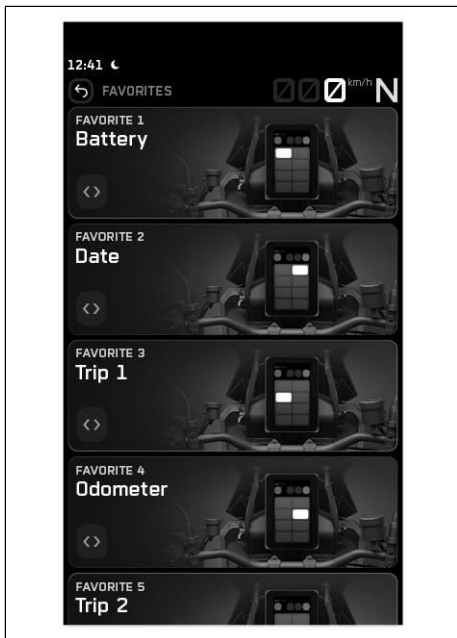 12:41
FAVORITES
000 km/h N
FAVORITE 1
Battery
FAVORITE 2
Date
FAVORITE 3
Trip 1
FAVORITE 4
Odometer
FAVORITE 5
Trip 2